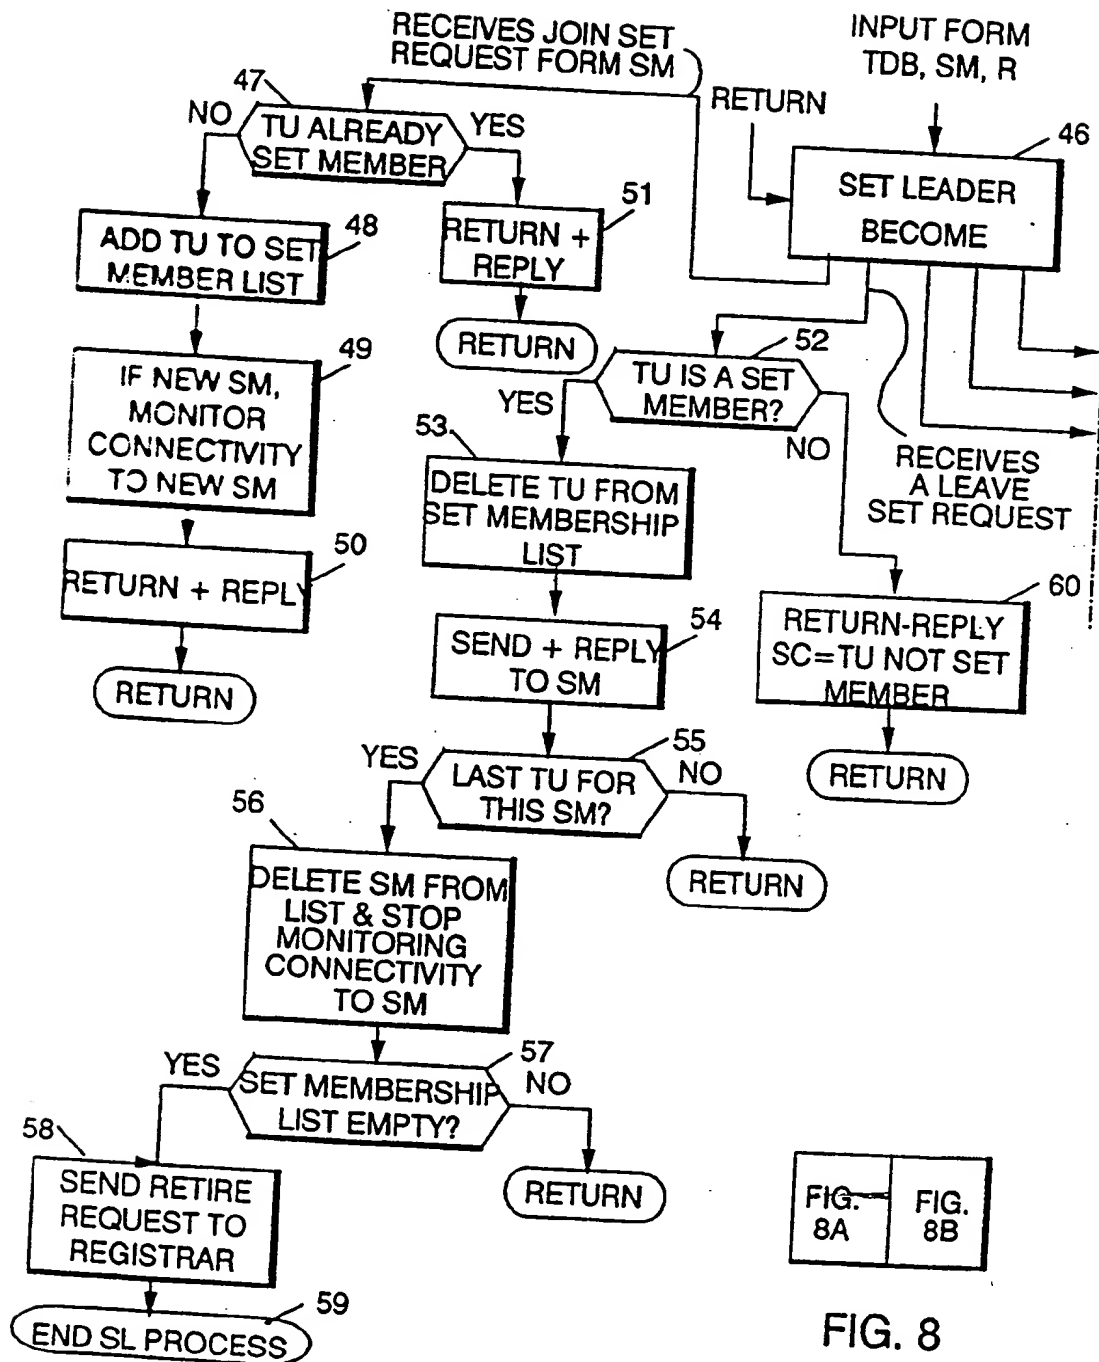 RECEIVES JOIN SET
REQUEST FORM SM
INPUT FORM
TDB, SM, R
RETURN
46
SET LEADER
BECOME
47
NO
TU ALREADY
SET MEMBER
YES
48
ADD TU TO SET
MEMBER LIST
51
RETURN +
REPLY
RETURN
49
IF NEW SM,
MONITOR
CONNECTIVITY
TO NEW SM
50
RETURN + REPLY
RETURN
52
YES
TU IS A SET
MEMBER?
NO
RECEIVES
A LEAVE
SET REQUEST
53
DELETE TU FROM
SET MEMBERSHIP
LIST
54
SEND + REPLY
TO SM
60
RETURN-REPLY
SC=TU NOT SET
MEMBER
RETURN
55
YES
LAST TU FOR
THIS SM?
NO
RETURN
56
DELETE SM FROM
LIST & STOP
MONITORING
CONNECTIVITY
TO SM
57
YES
SET MEMBERSHIP
LIST EMPTY?
NO
RETURN
58
SEND RETIRE
REQUEST TO
REGISTRAR
59
END SL PROCESS
FIG.
8A
FIG.
8B
FIG. 8